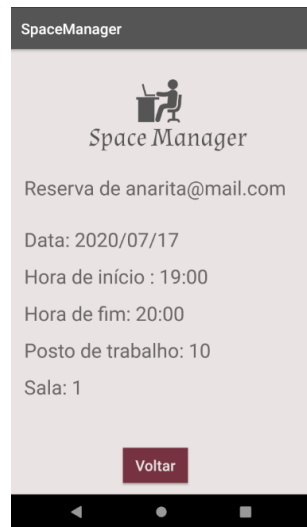 SpaceManager
Space Manager
Reserva de anarita@mail.com
Data: 2020/07/17
Hora de início : 19:00
Hora de fim: 20:00
Posto de trabalho: 10
Sala: 1
Voltar